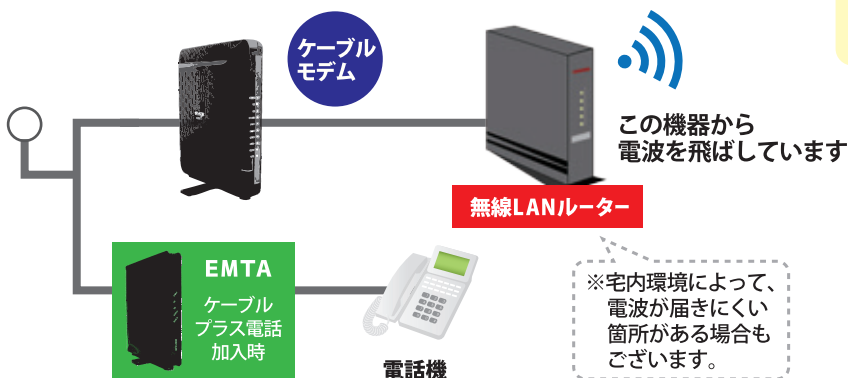 ケーブル
モデム
この機器から
電波を飛ばしています
無線LANルーター
EMTA
ケーブル
プラス電話
加入時
電話機
※宅内環境によって、
電波が届きにくい
箇所がある場合も
ございます。